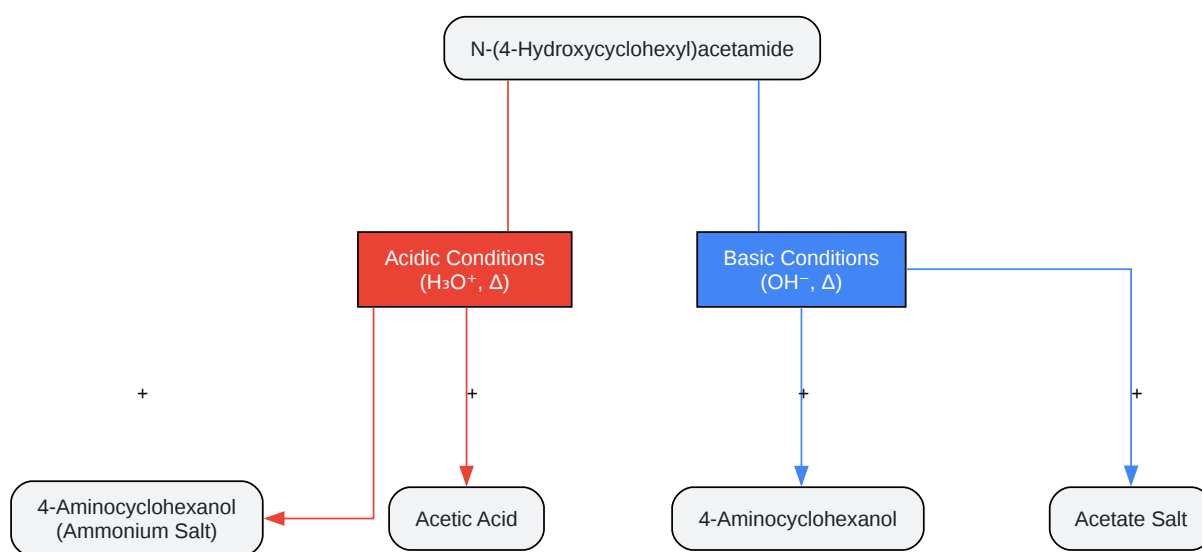 N-(4-Hydroxycyclohexyl)acetamide
Acidic Conditions
(H₃O⁺, Δ)
Basic Conditions
(OH⁻, Δ)
+
+
+
+
4-Aminocyclohexanol
(Ammonium Salt)
Acetic Acid
4-Aminocyclohexanol
Acetate Salt